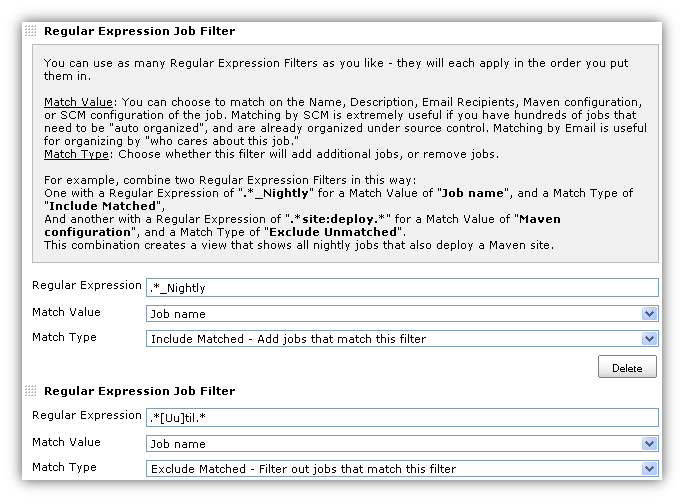 Regular Expression Job Filter
You can use as many Regular Expression Filters as you like - they will each apply in the order you put
them in.
Match Value: You can choose to match on the Name, Description, Email Recipients, Maven configuration,
or SCM configuration of the job. Matching by SCM is extremely useful if you have hundreds of jobs that
need to be "auto organized", and are already organized under source control. Matching by Email is useful
for organizing by "who cares about this job."
Match Type: Choose whether this filter will add additional jobs, or remove jobs.
For example, combine two Regular Expression Filters in this way:
One with a Regular Expression of ".*_Nightly" for a Match Value of "Job name", and a Match Type of
"Include Matched",
And another with a Regular Expression of ".*site:deploy.*" for a Match Value of "Maven
configuration", and a Match Type of "Exclude Unmatched".
This combination creates a view that shows all nightly jobs that also deploy a Maven site.
Regular Expression .*_Nightly
Match Value Job name
Match Type Include Matched - Add jobs that match this filter
Delete
Regular Expression Job Filter
Regular Expression .*[Uu]til.*
Match Value Job name
Match Type Exclude Matched - Filter out jobs that match this filter